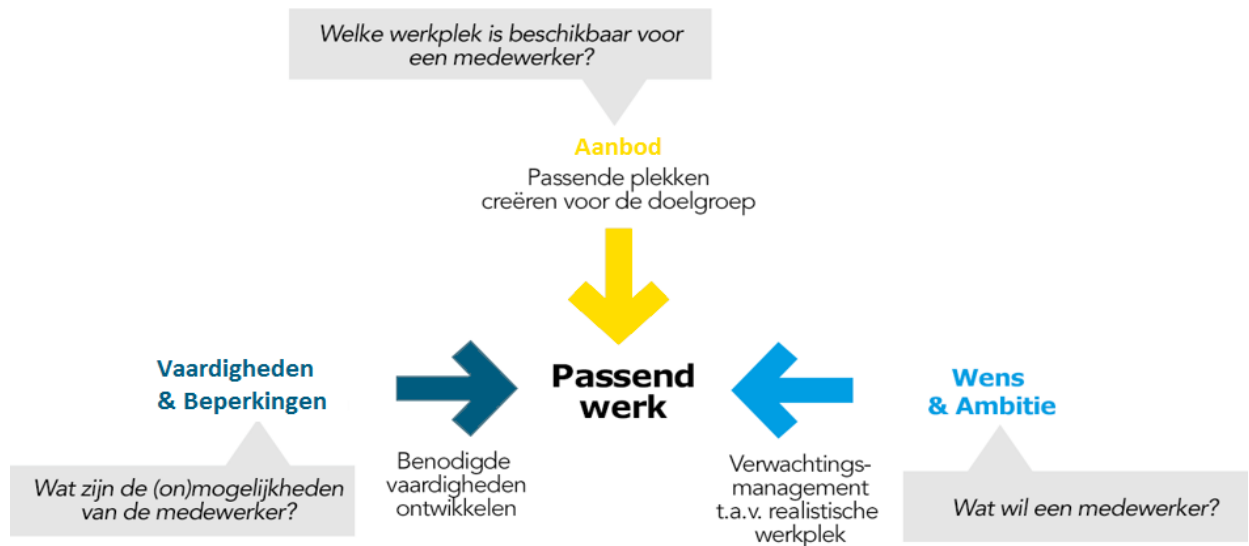 Welke werkplek is beschikbaar voor
een medewerker?
Aanbod
Passende plekken
creëren voor de doelgroep
Vaardigheden
& Beperkingen
Passend
werk
Wens
& Ambitie
Wat zijn de (on)mogelijkheden
van de medewerker?
Benodigde
vaardigheden
ontwikkelen
Verwachtings-
management
t.a.v. realistische
werkplek
Wat wil een medewerker?